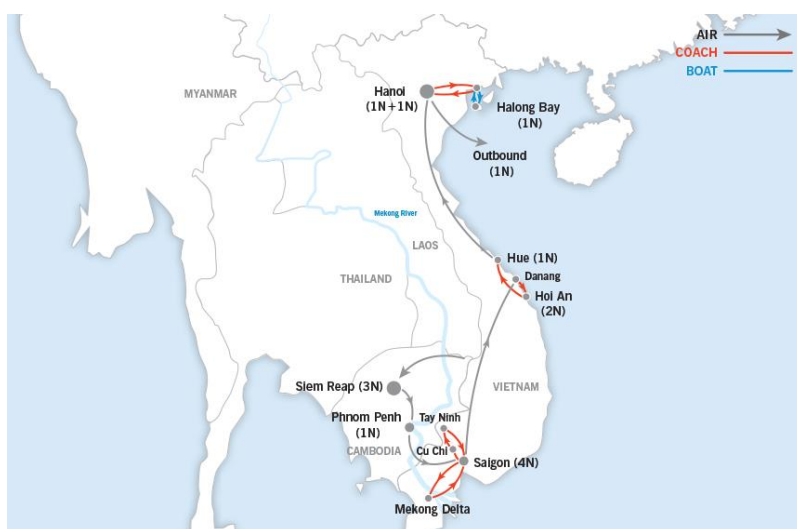 AIR
COACH
BOAT
MYANMAR
Hanoi
(1N+1N)
Halong Bay
(1N)
Outbound
(1N)
Mekong River
LAOS
THAILAND
Hue (1N)
Danang
Hoi An
(2N)
VIETNAM
Siem Reap (3N)
Phnom Penh
(1N)
Tay Ninh
CAMBODIA
Cu Chi
Saigon (4N)
Mekong Delta